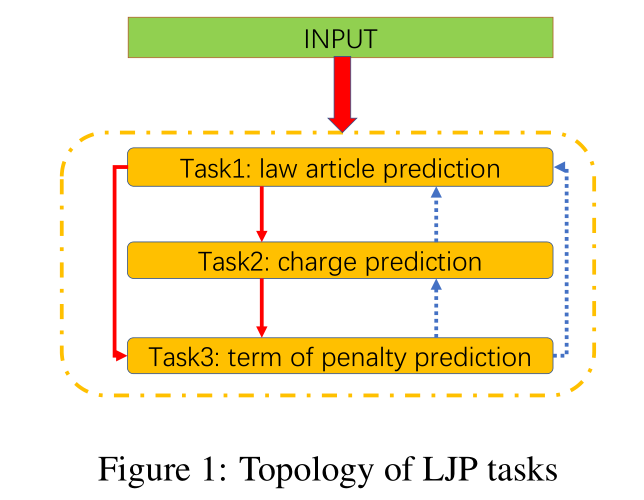 INPUT
Task1: law article prediction
Task2: charge prediction
Task3: term of penalty prediction
Figure 1: Topology of LJP tasks